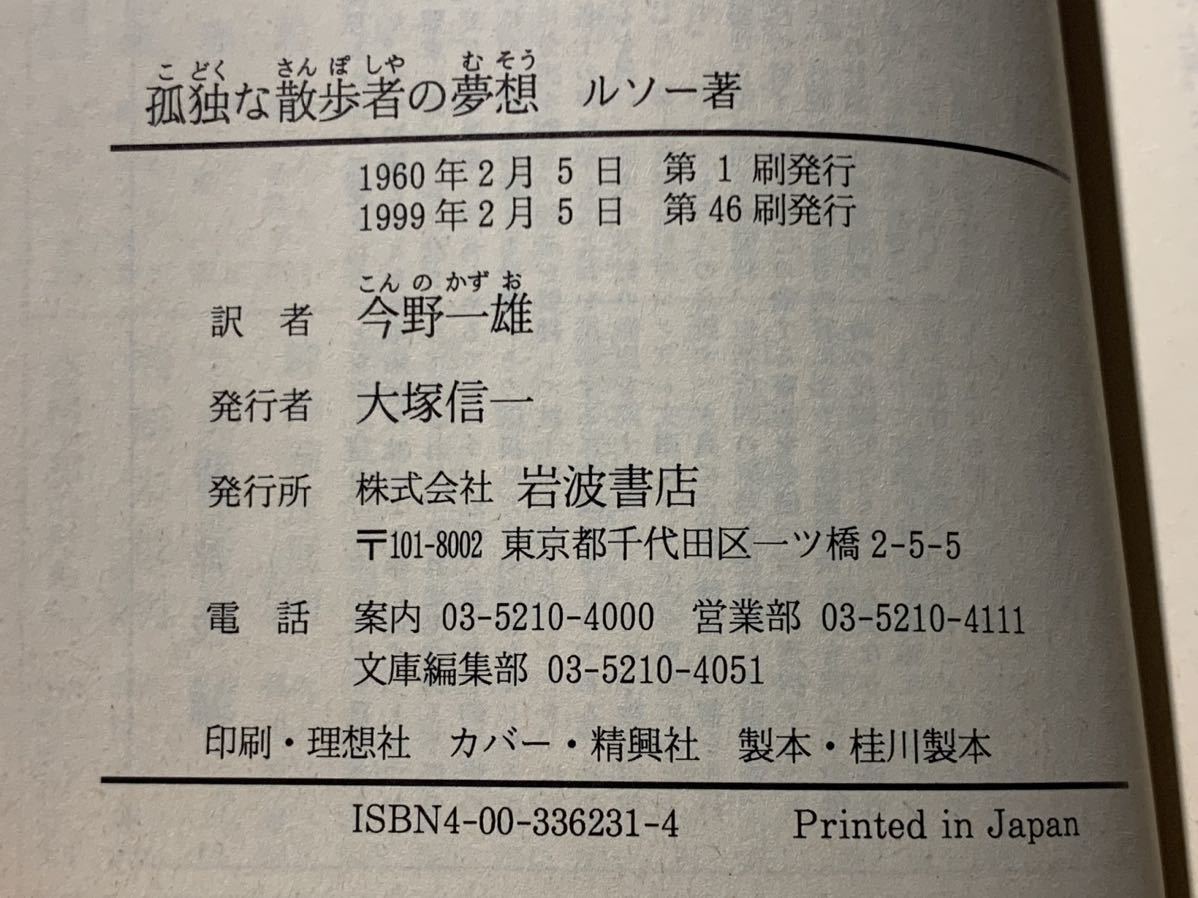 こどく さんぽしや むそう
孤独な散歩者の夢想 ルソー著
1960年2月5日 第1刷発行
1999年2月5日 第46刷発行
こんのかずお
訳者 今野一雄
発行者 大塚信一
発行所 株式会社 岩波書店
〒101-8002 東京都千代田区一ツ橋2-5-5
電話 案内 03-5210-4000 営業部 03-5210-4111
文庫編集部 03-5210-4051
印刷・理想社 カバー・精興社 製本・桂川製本
ISBN4-00-336231-4 Printed in Japan